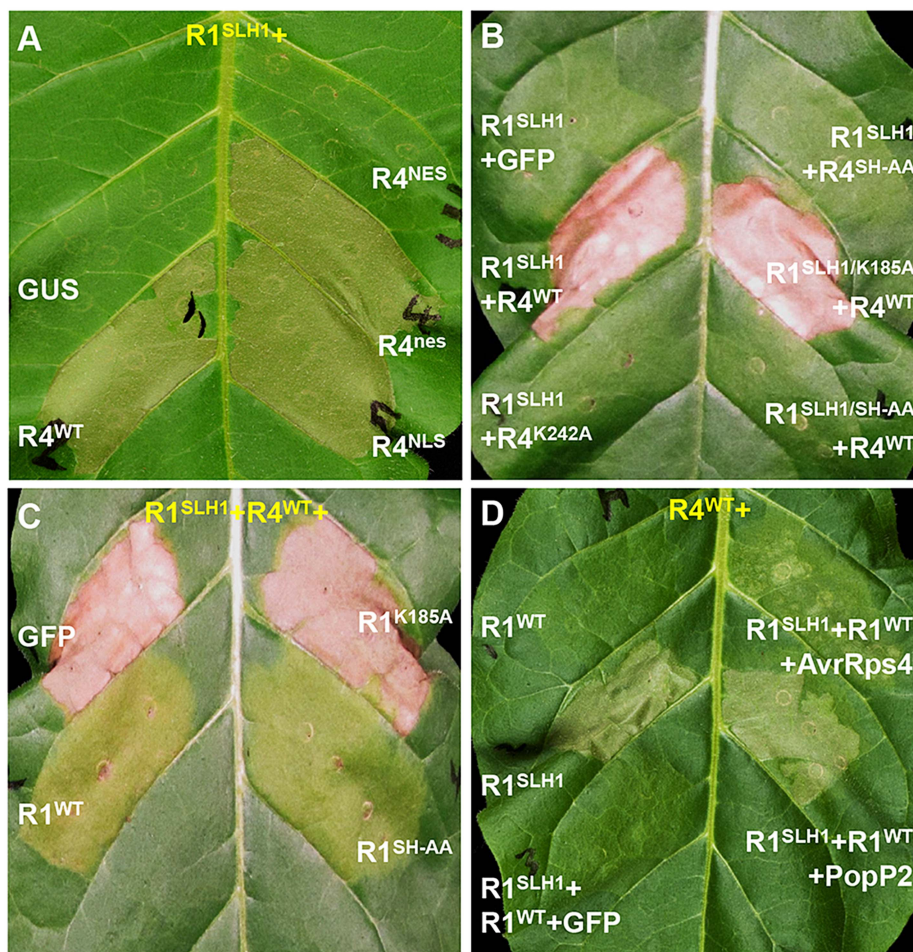 A
R1SLH1+
R4NES
GUS
R4nes
R4WT
R4NLS
B
R1SLH1
+GFP
R1SLH1
+R4SH-AA
R1SLH1
+R4WT
R1SLH1/K185A
+R4WT
R1SLH1
+R4K242A
R1SLH1/SH-AA
+R4WT
C
R1SLH1+R4WT+
GFP
R1K185A
R1WT
R1SH-AA
D
R4WT+
R1WT
R1SLH1+R1WT
+AvrRps4
R1SLH1
R1SLH1+R1WT
+PopP2
R1SLH1+
R1WT+GFP